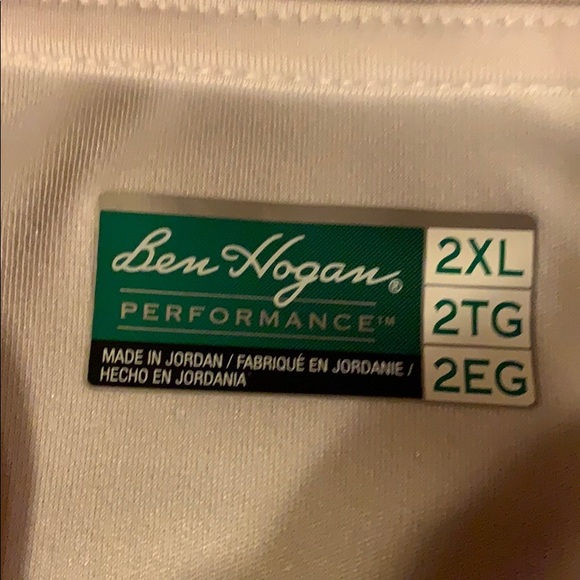 Ben Hogan®
PERFORMANCE™
MADE IN JORDAN / FABRIQUÉ EN JORDANIE /
HECHO EN JORDANIA
2XL
2TG
2EG